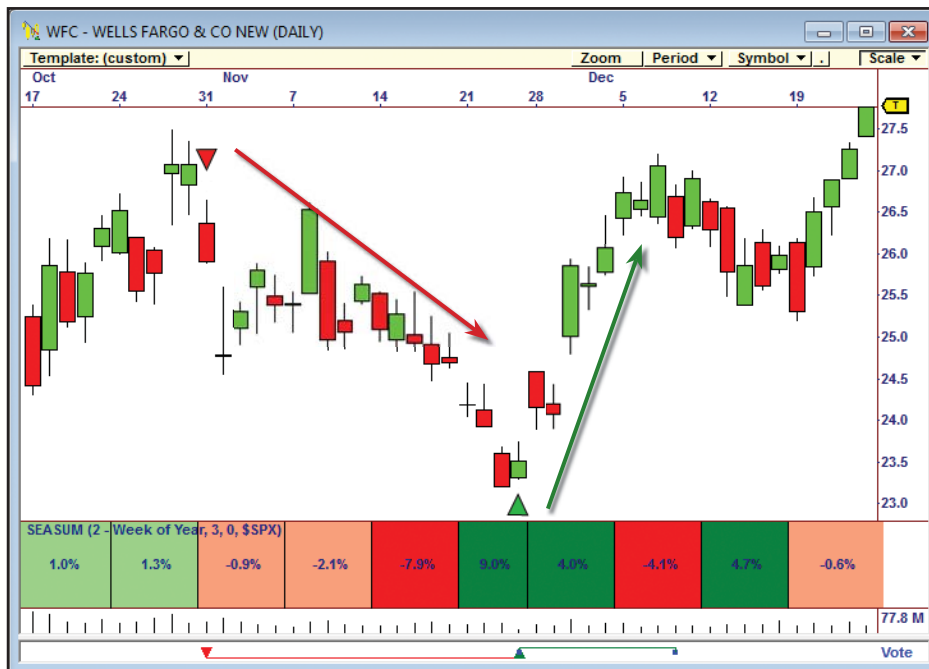 WFC - WELLS FARGO & CO NEW (DAILY)
Template: (custom) Zoom Period Symbol . Scale
Oct Nov Dec
17 24 31 7 14 21 28 5 12 19
T
27.5
27.0
26.5
26.0
25.5
25.0
24.5
24.0
23.5
23.0
SEASUM (2 - Week of Year, 3, 0, $SPX)
1.0% 1.3% -0.9% -2.1% -7.9% 9.0% 4.0% -4.1% 4.7% -0.6%
77.8 M
Vote